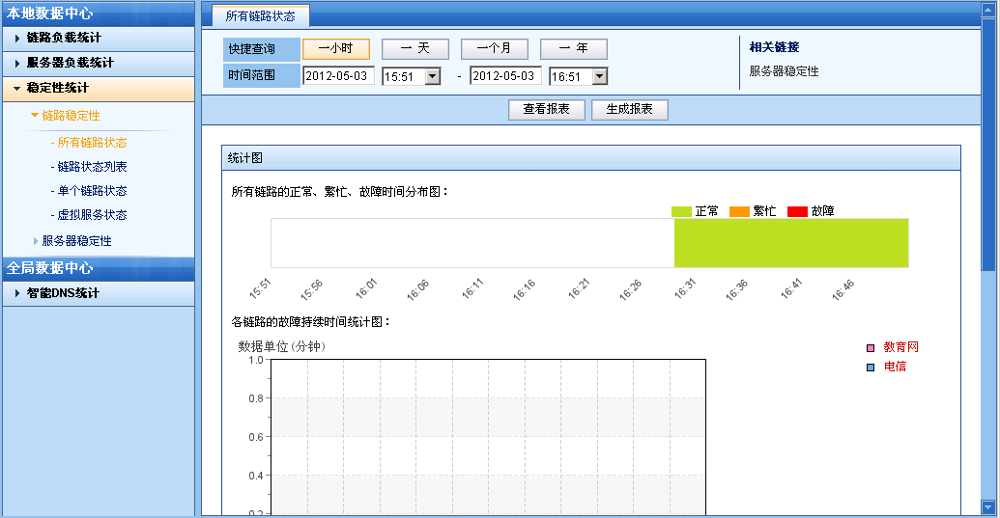 本地数据中心
链路负载统计
服务器负载统计
稳定性统计
链路稳定性
- 所有链路状态
- 链路状态列表
- 单个链路状态
- 虚拟服务状态
服务器稳定性
全局数据中心
智能DNS统计
所有链路状态
快捷查询 一小时 一 天 一个月 一 年
时间范围 2012-05-03 15:51 - 2012-05-03 16:51
相关链接
服务器稳定性
查看报表 生成报表
统计图
所有链路的正常、繁忙、故障时间分布图：
正常 繁忙 故障
15:51 15:56 16:01 16:06 16:11 16:16 16:21 16:26 16:31 16:36 16:41 16:46
各链路的故障持续时间统计图：
数据单位(分钟)
教育网
电信
1.0
0.8
0.6
0.4
0.2